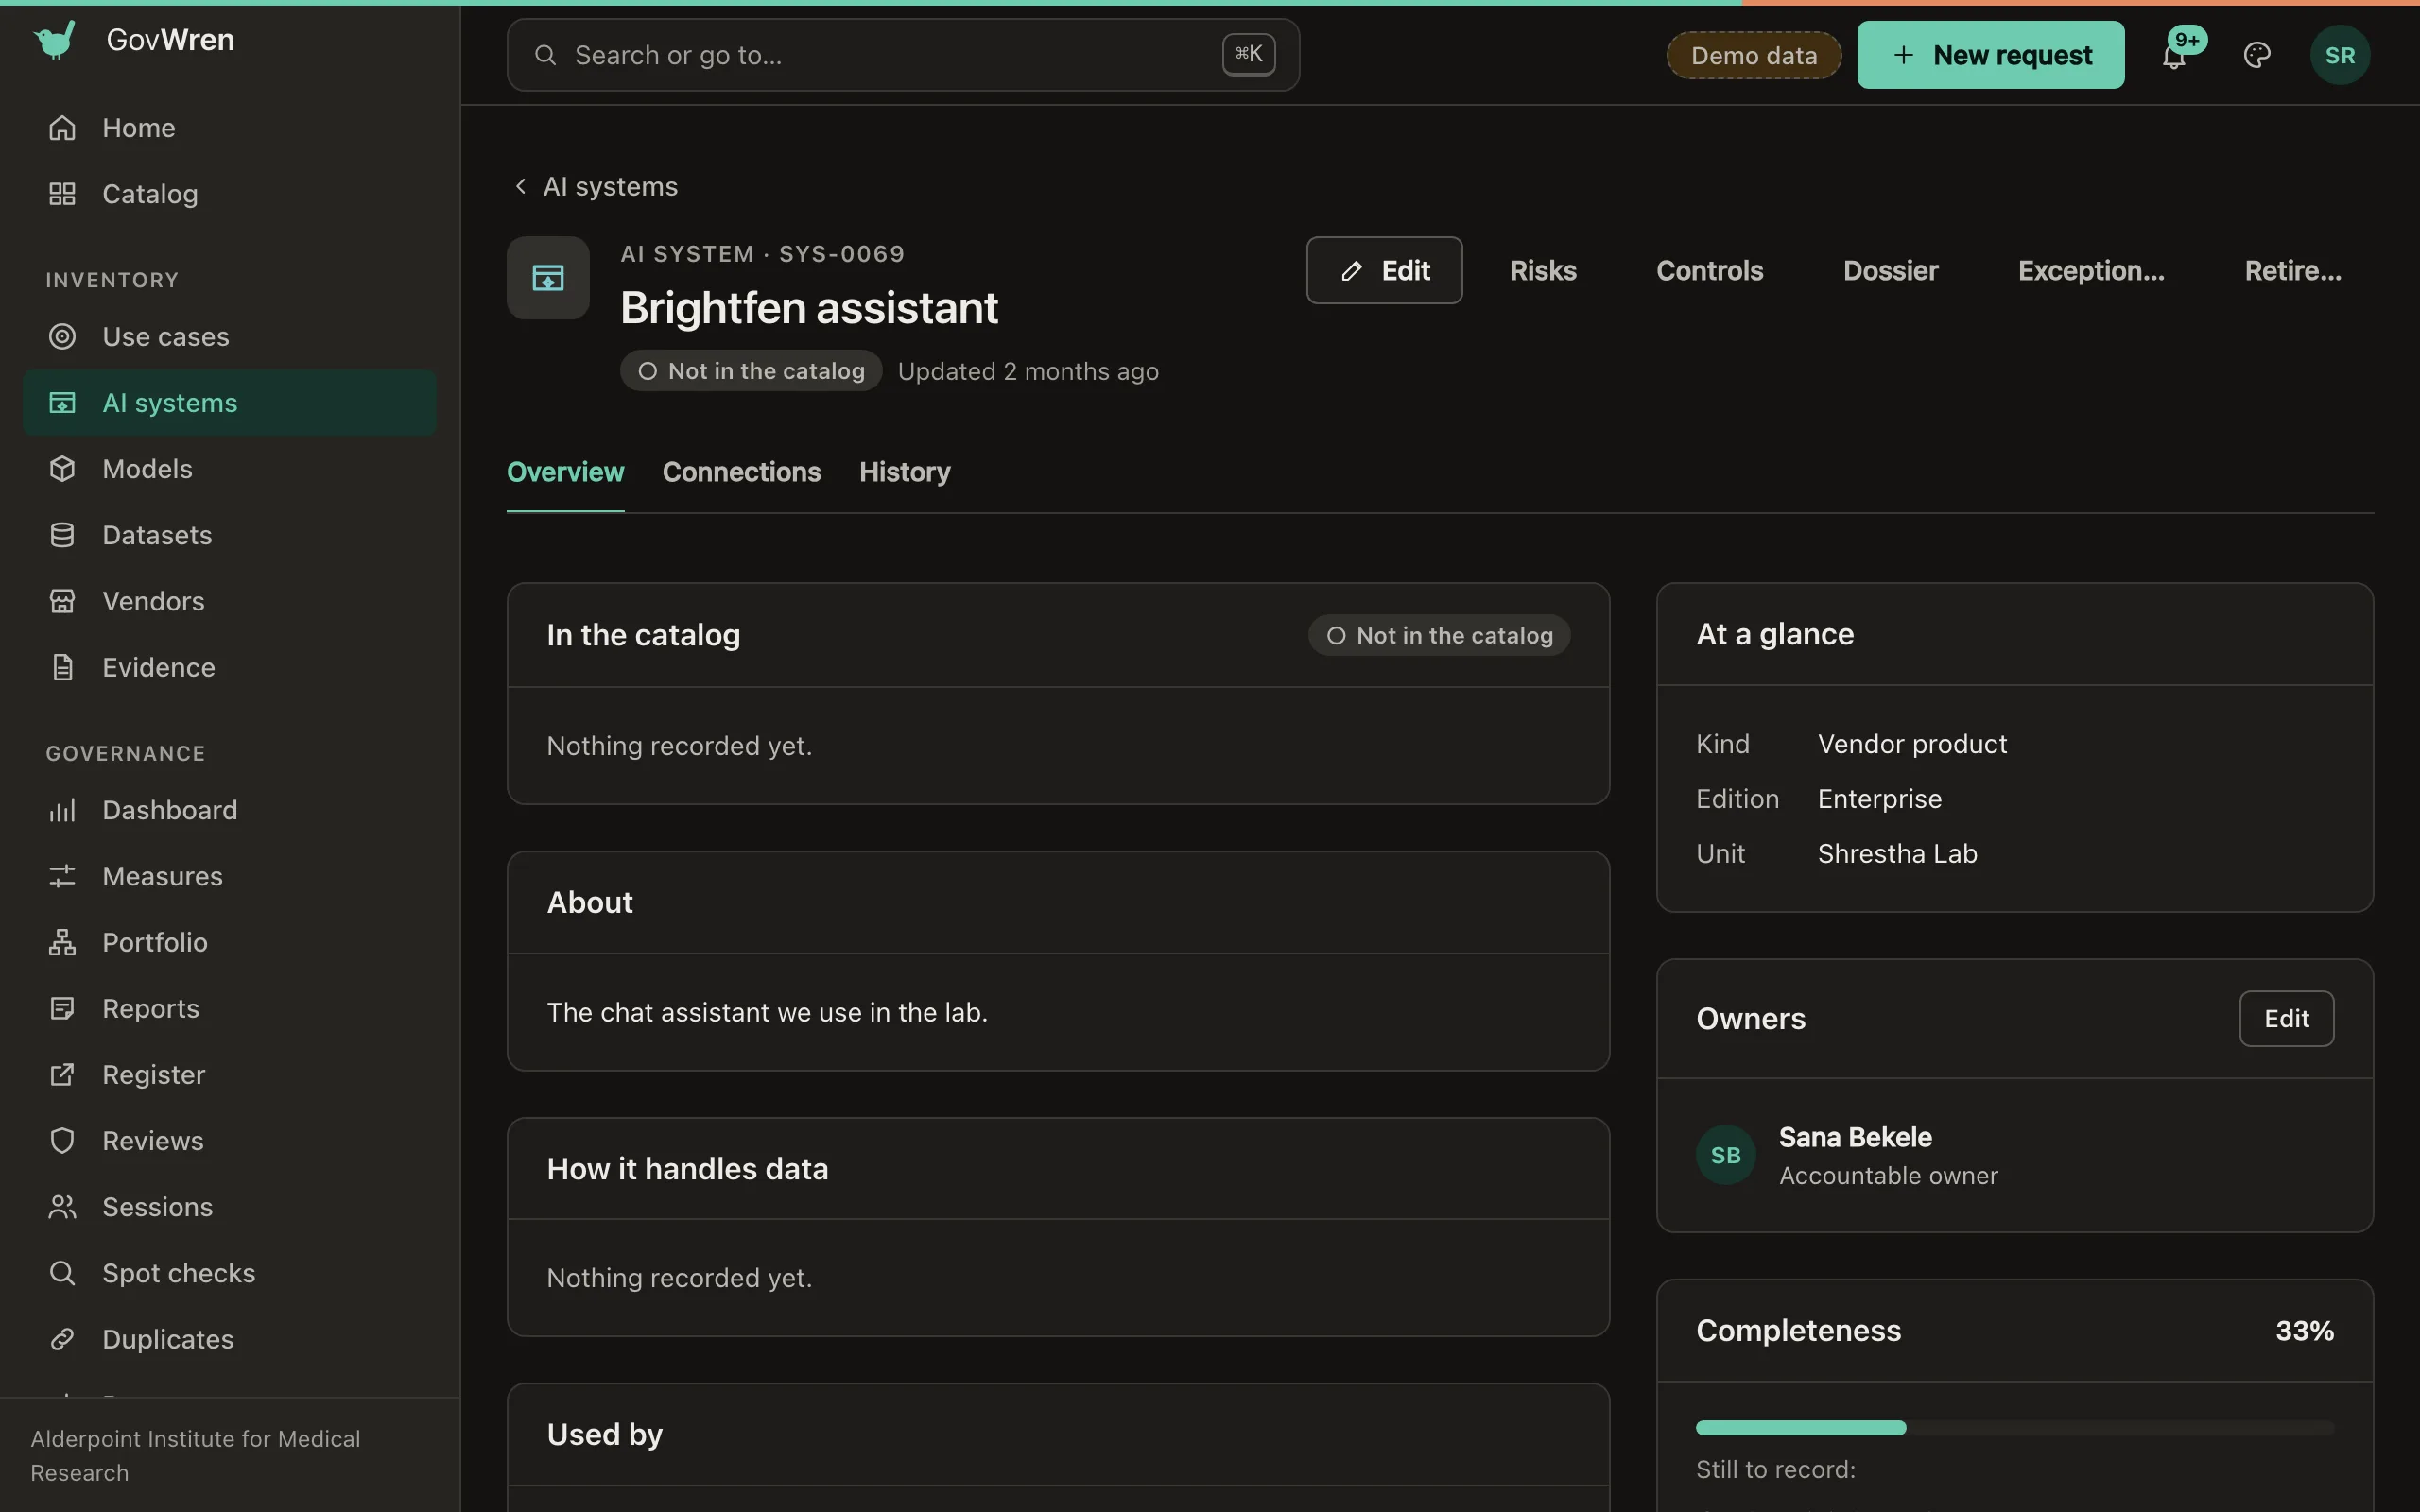 GovWren
Search or go to...
⌘K
Demo data
New request
9+
SR
Home
Catalog
INVENTORY
Use cases
AI systems
Models
Datasets
Vendors
Evidence
GOVERNANCE
Dashboard
Measures
Portfolio
Reports
Register
Reviews
Sessions
Spot checks
Duplicates
Alderpoint Institute for Medical
Research
AI systems
AI SYSTEM · SYS-0069
Brightfen assistant
Not in the catalog
Updated 2 months ago
Edit
Risks
Controls
Dossier
Exception...
Retire...
Overview
Connections
History
In the catalog
Not in the catalog
Nothing recorded yet.
About
The chat assistant we use in the lab.
How it handles data
Nothing recorded yet.
Used by
At a glance
Kind Vendor product
Edition Enterprise
Unit Shrestha Lab
Owners
Edit
SB
Sana Bekele
Accountable owner
Completeness
33%
Still to record: